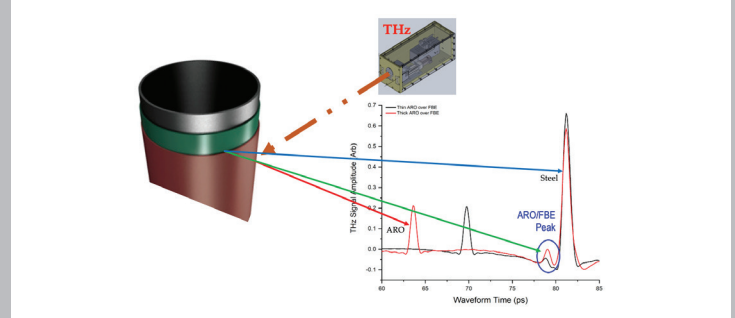 THz
0.7
Thin ARO over FBE
Thick ARO over FBE
0.6
0.5
0.4
0.3
0.2
0.1
0.0
-0.1
THz Signal Amplitude (Arb)
Steel
ARO/FBE
Peak
ARO
60 65 70 75 80 85
Waveform Time (ps)